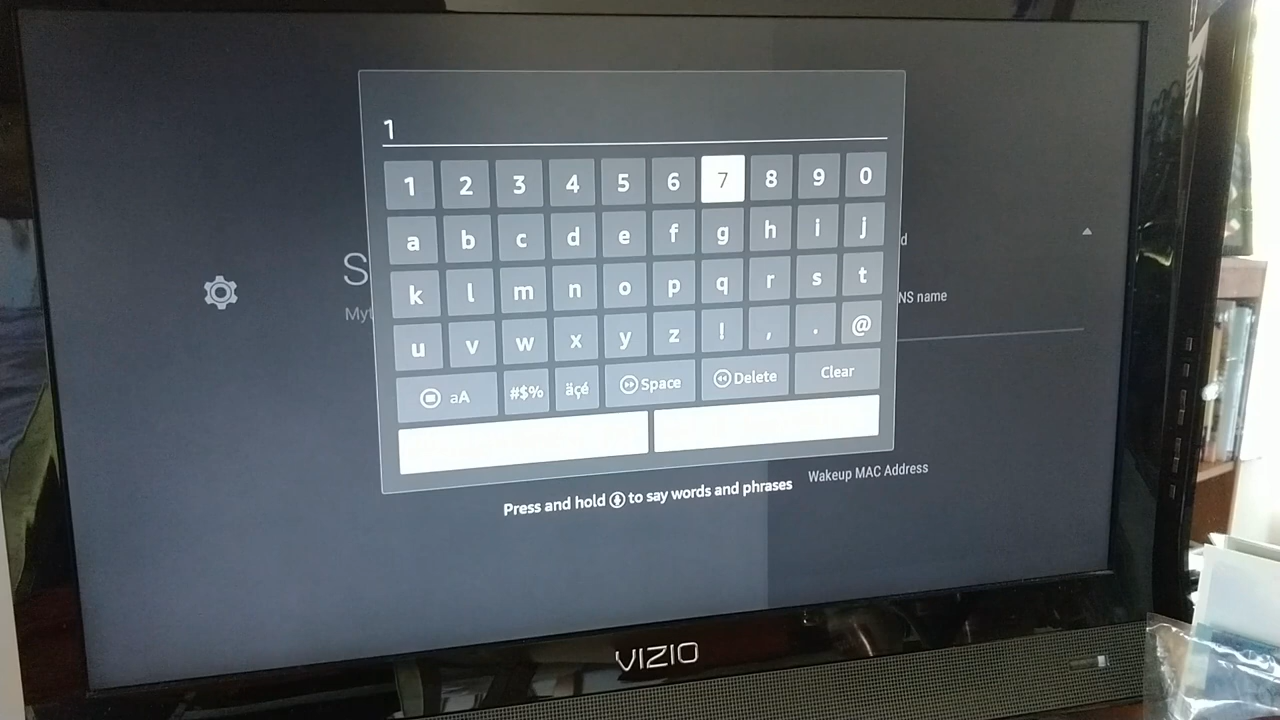 1
1 2 3 4 5 6 7 8 9 0
a b c d e f g h i j
k l m n o p q r s t
u v w x y z ! , . @
aA #$% äçé Space Delete Clear
Press and hold to say words and phrases
S
Myt
d
NS name
Wakeup MAC Address
VIZIO